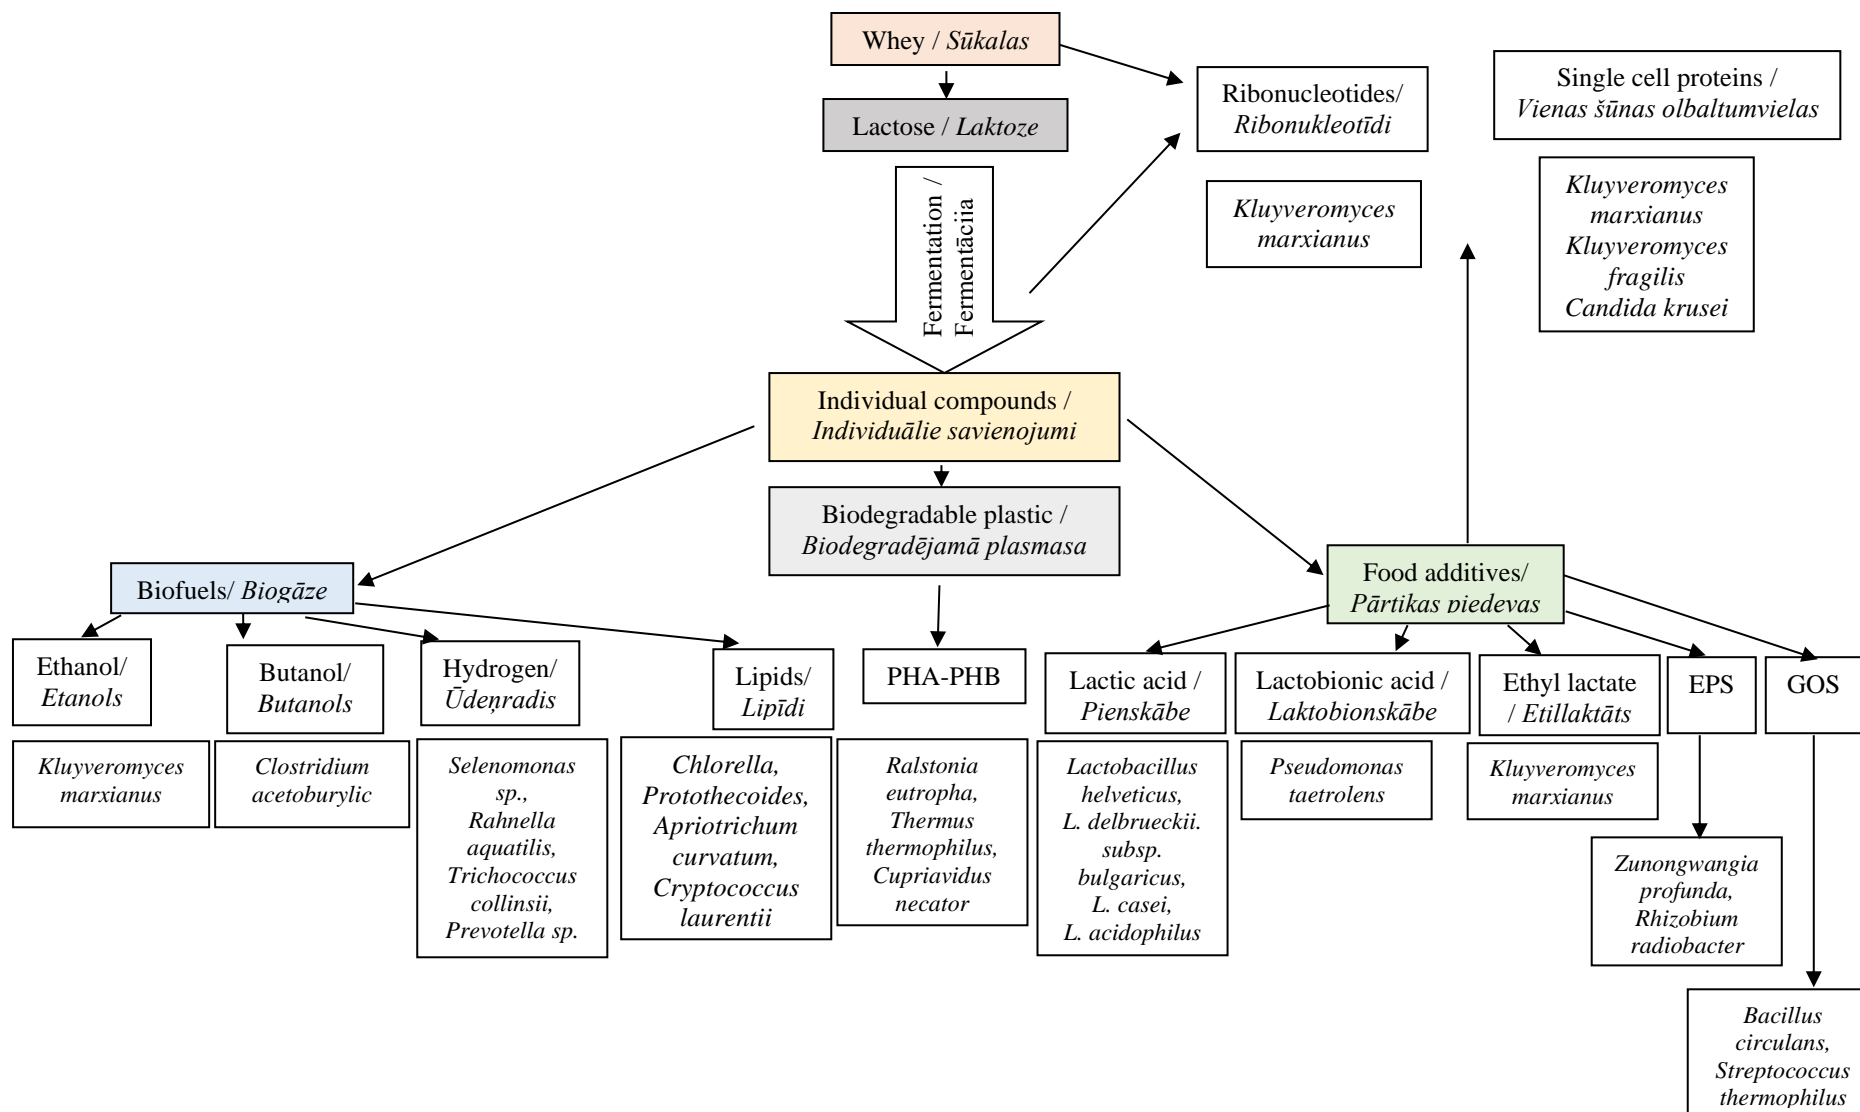 Whey / Sūkalas
Lactose / Laktoze
Ribonucleotides/
Ribonukleotīdi
Single cell proteins /
Vienas šūnas olbaltumvielas
Kluyveromyces
marxianus
Kluyveromyces
marxianus
Kluyveromyces
fragilis
Candida krusei
Fermentation /
Fermentāciia
Individual compounds /
Individuālie savienojumi
Biodegradable plastic /
Biodegradējamā plasmasa
Biofuels/ Biogāze
Food additives/
Pārtikas piedevas
Ethanol/
Etanols
Butanol/
Butanols
Hydrogen/
Ūdeņradis
Lipids/
Lipīdi
PHA-PHB
Lactic acid /
Pienskābe
Lactobionic acid /
Laktobionskābe
Ethyl lactate
/ Etillaktāts
EPS
GOS
Kluyveromyces
marxianus
Clostridium
acetoburylic
Selenomonas
sp.,
Rahnella
aquatilis,
Trichococcus
collinsii,
Prevotella sp.
Chlorella,
Protothecoides,
Apriotrichum
curvatum,
Cryptococcus
laurentii
Ralstonia
eutropha,
Thermus
thermophilus,
Cupriavidus
necator
Lactobacillus
helveticus,
L. delbrueckii.
subsp.
bulgaricus,
L. casei,
L. acidophilus
Pseudomonas
taetrolens
Kluyveromyces
marxianus
Zunongwangia
profunda,
Rhizobium
radiobacter
Bacillus
circulans,
Streptococcus
thermophilus